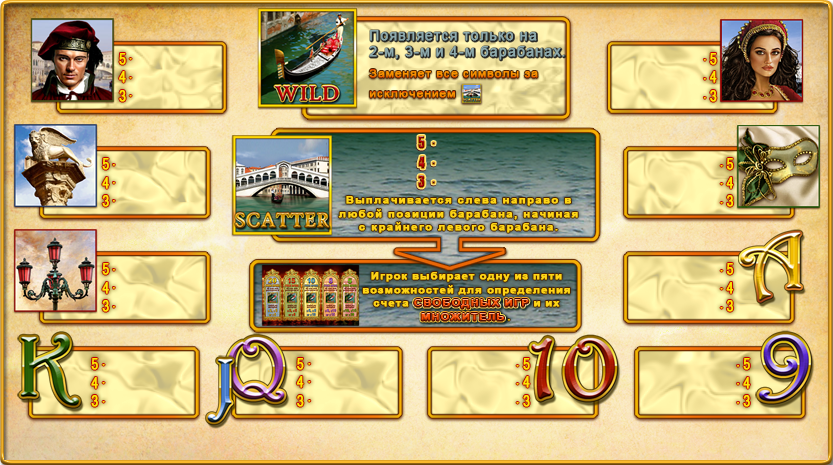 5-
4-
3-
WILD
Появляется только на
2-м, 3-м и 4-м барабанах.
Заменяет все символы за
исключением SCATTER
5-
4-
3-
5-
4-
3-
SCATTER
5 -
4 -
3 -
Выплачивается слева направо в
любой позиции барабана, начиная
с крайнего левого барабана.
5-
4-
3-
5-
4-
3-
Игрок выбирает одну из пяти
возможностей для определения
счета СВОБОДНЫХ ИГР и их
МНОЖИТЕЛЬ.
-5
-4
-3
A
K
5-
4-
3-
J Q
5-
4-
3-
-5
-4
-3
10
-5
-4
-3
9